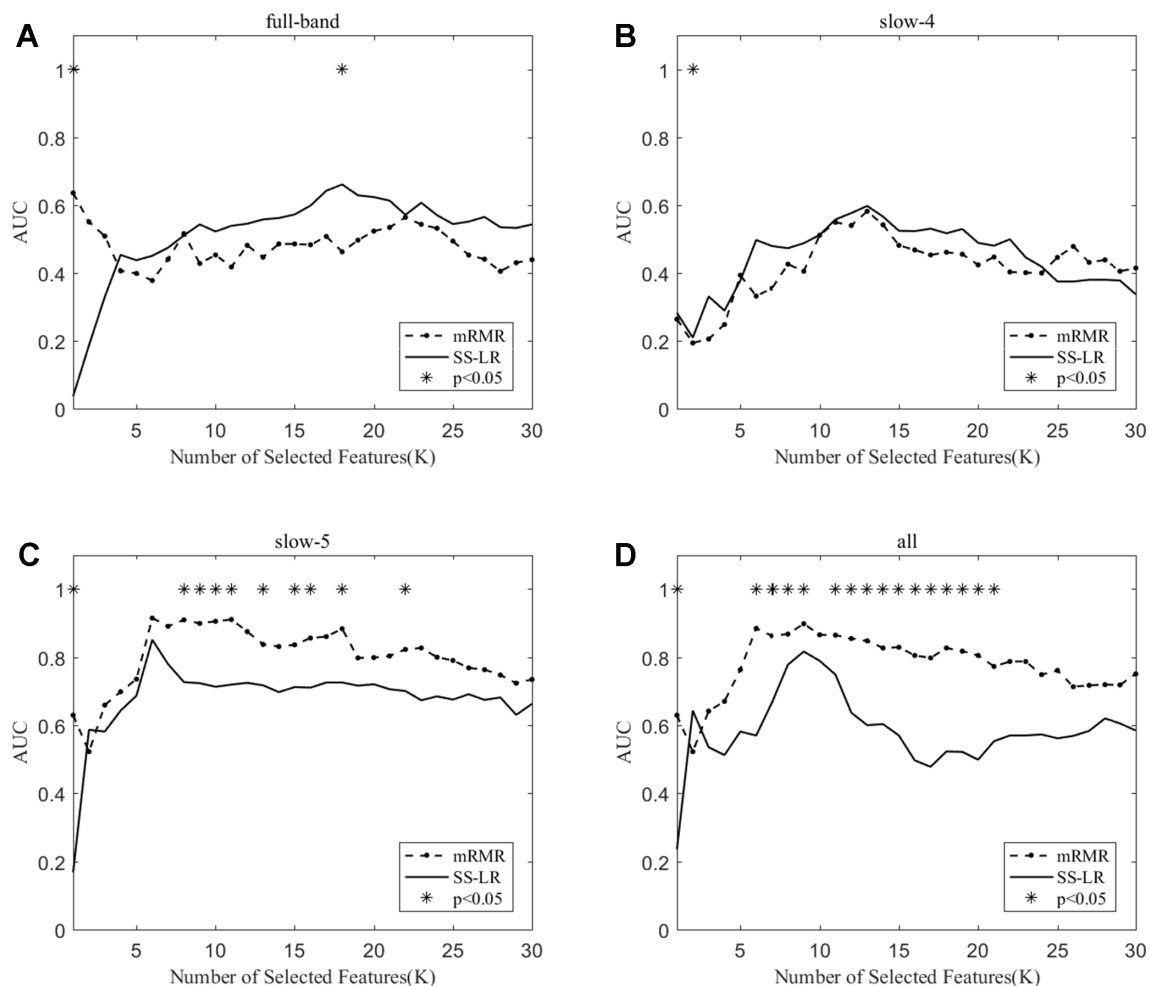 A
full-band
AUC
1
0.8
0.6
0.4
0.2
0
5 10 15 20 25 30
Number of Selected Features(K)
mRMR
SS-LR
p<0.05
B
slow-4
AUC
1
0.8
0.6
0.4
0.2
0
5 10 15 20 25 30
Number of Selected Features(K)
mRMR
SS-LR
p<0.05
C
slow-5
AUC
1
0.8
0.6
0.4
0.2
0
5 10 15 20 25 30
Number of Selected Features(K)
mRMR
SS-LR
p<0.05
D
all
AUC
1
0.8
0.6
0.4
0.2
0
5 10 15 20 25 30
Number of Selected Features(K)
mRMR
SS-LR
p<0.05